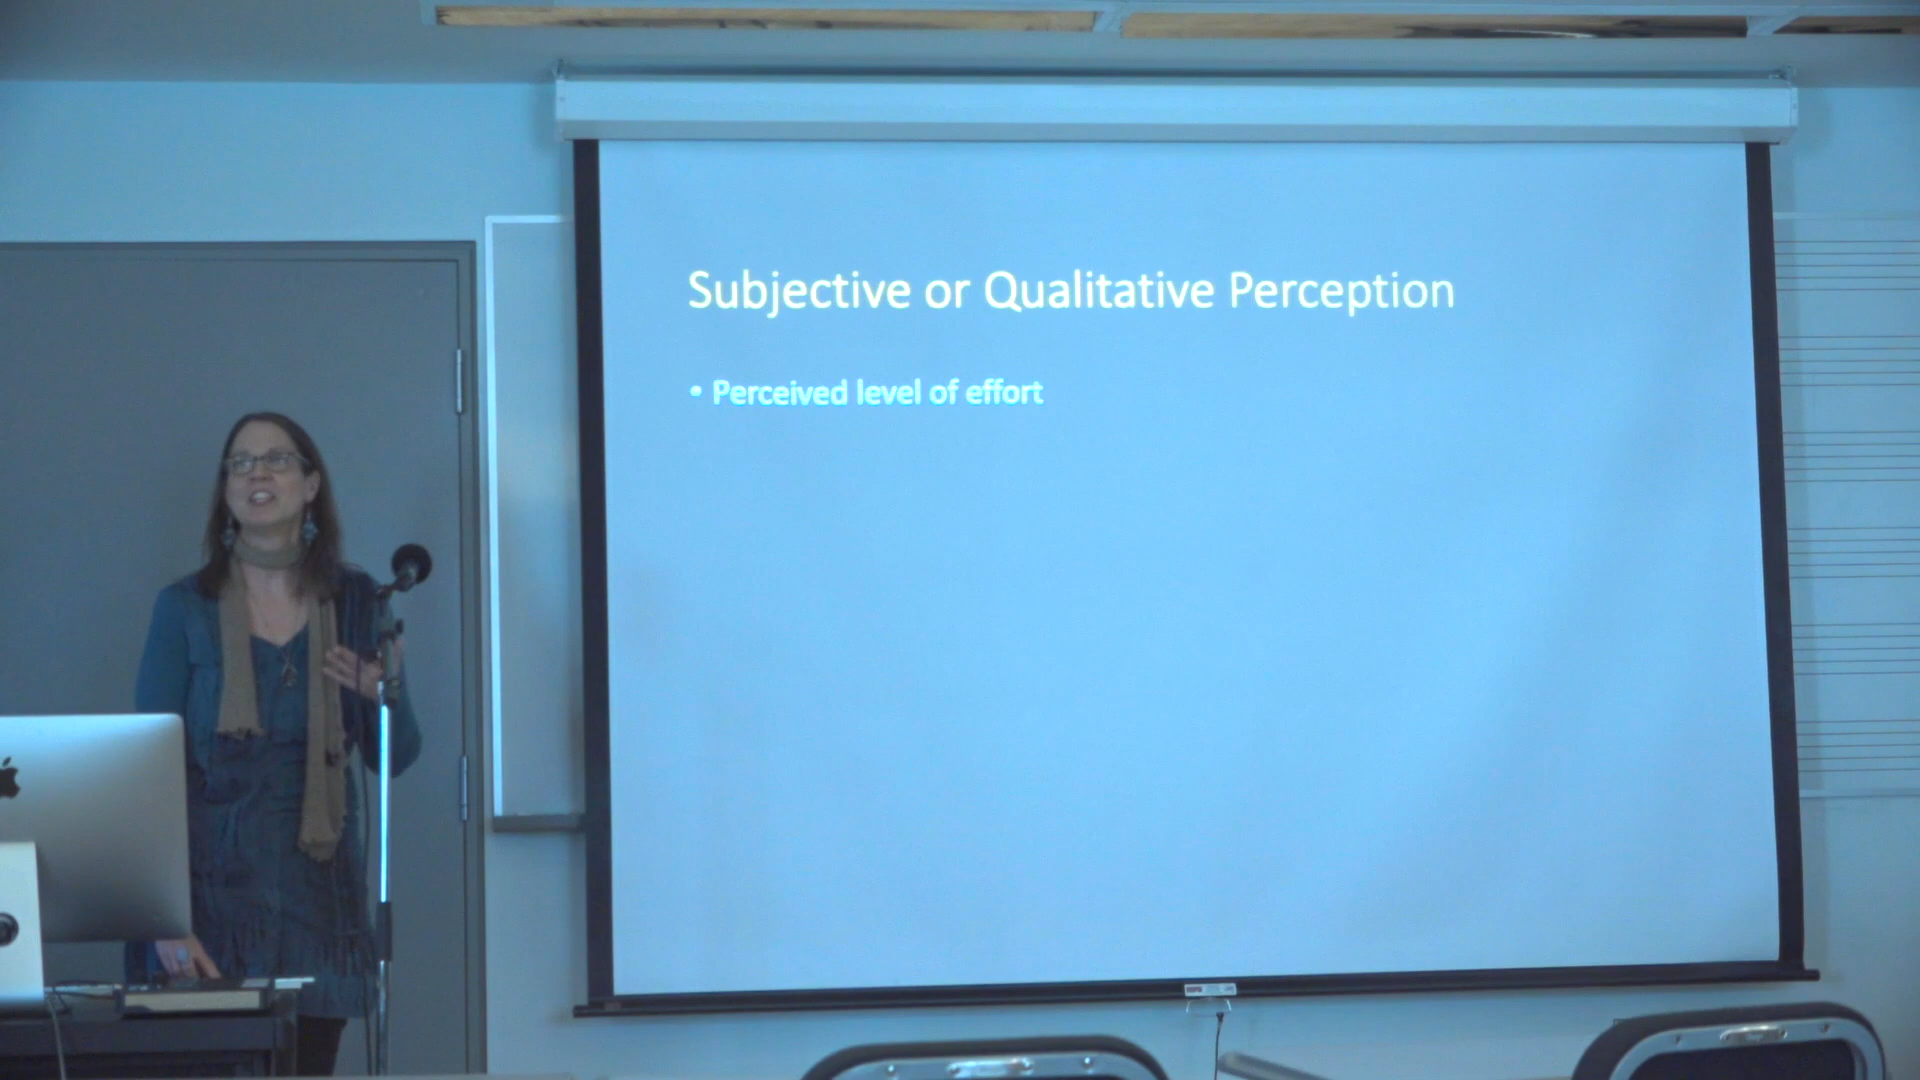 Subjective or Qualitative Perception
• Perceived level of effort